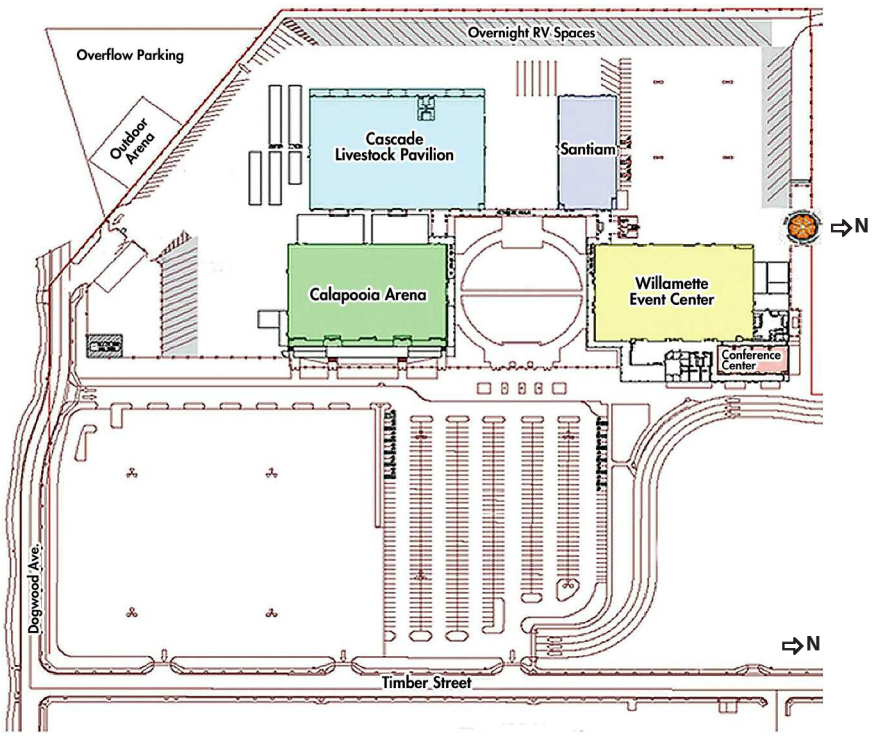 Overnight RV Spaces
Overflow Parking
Outdoor
Arena
Cascade
Livestock Pavilion
Santiam
N
Calapooia Arena
Willamette
Event Center
Conference
Center
Dogwood Ave.
N
Timber Street